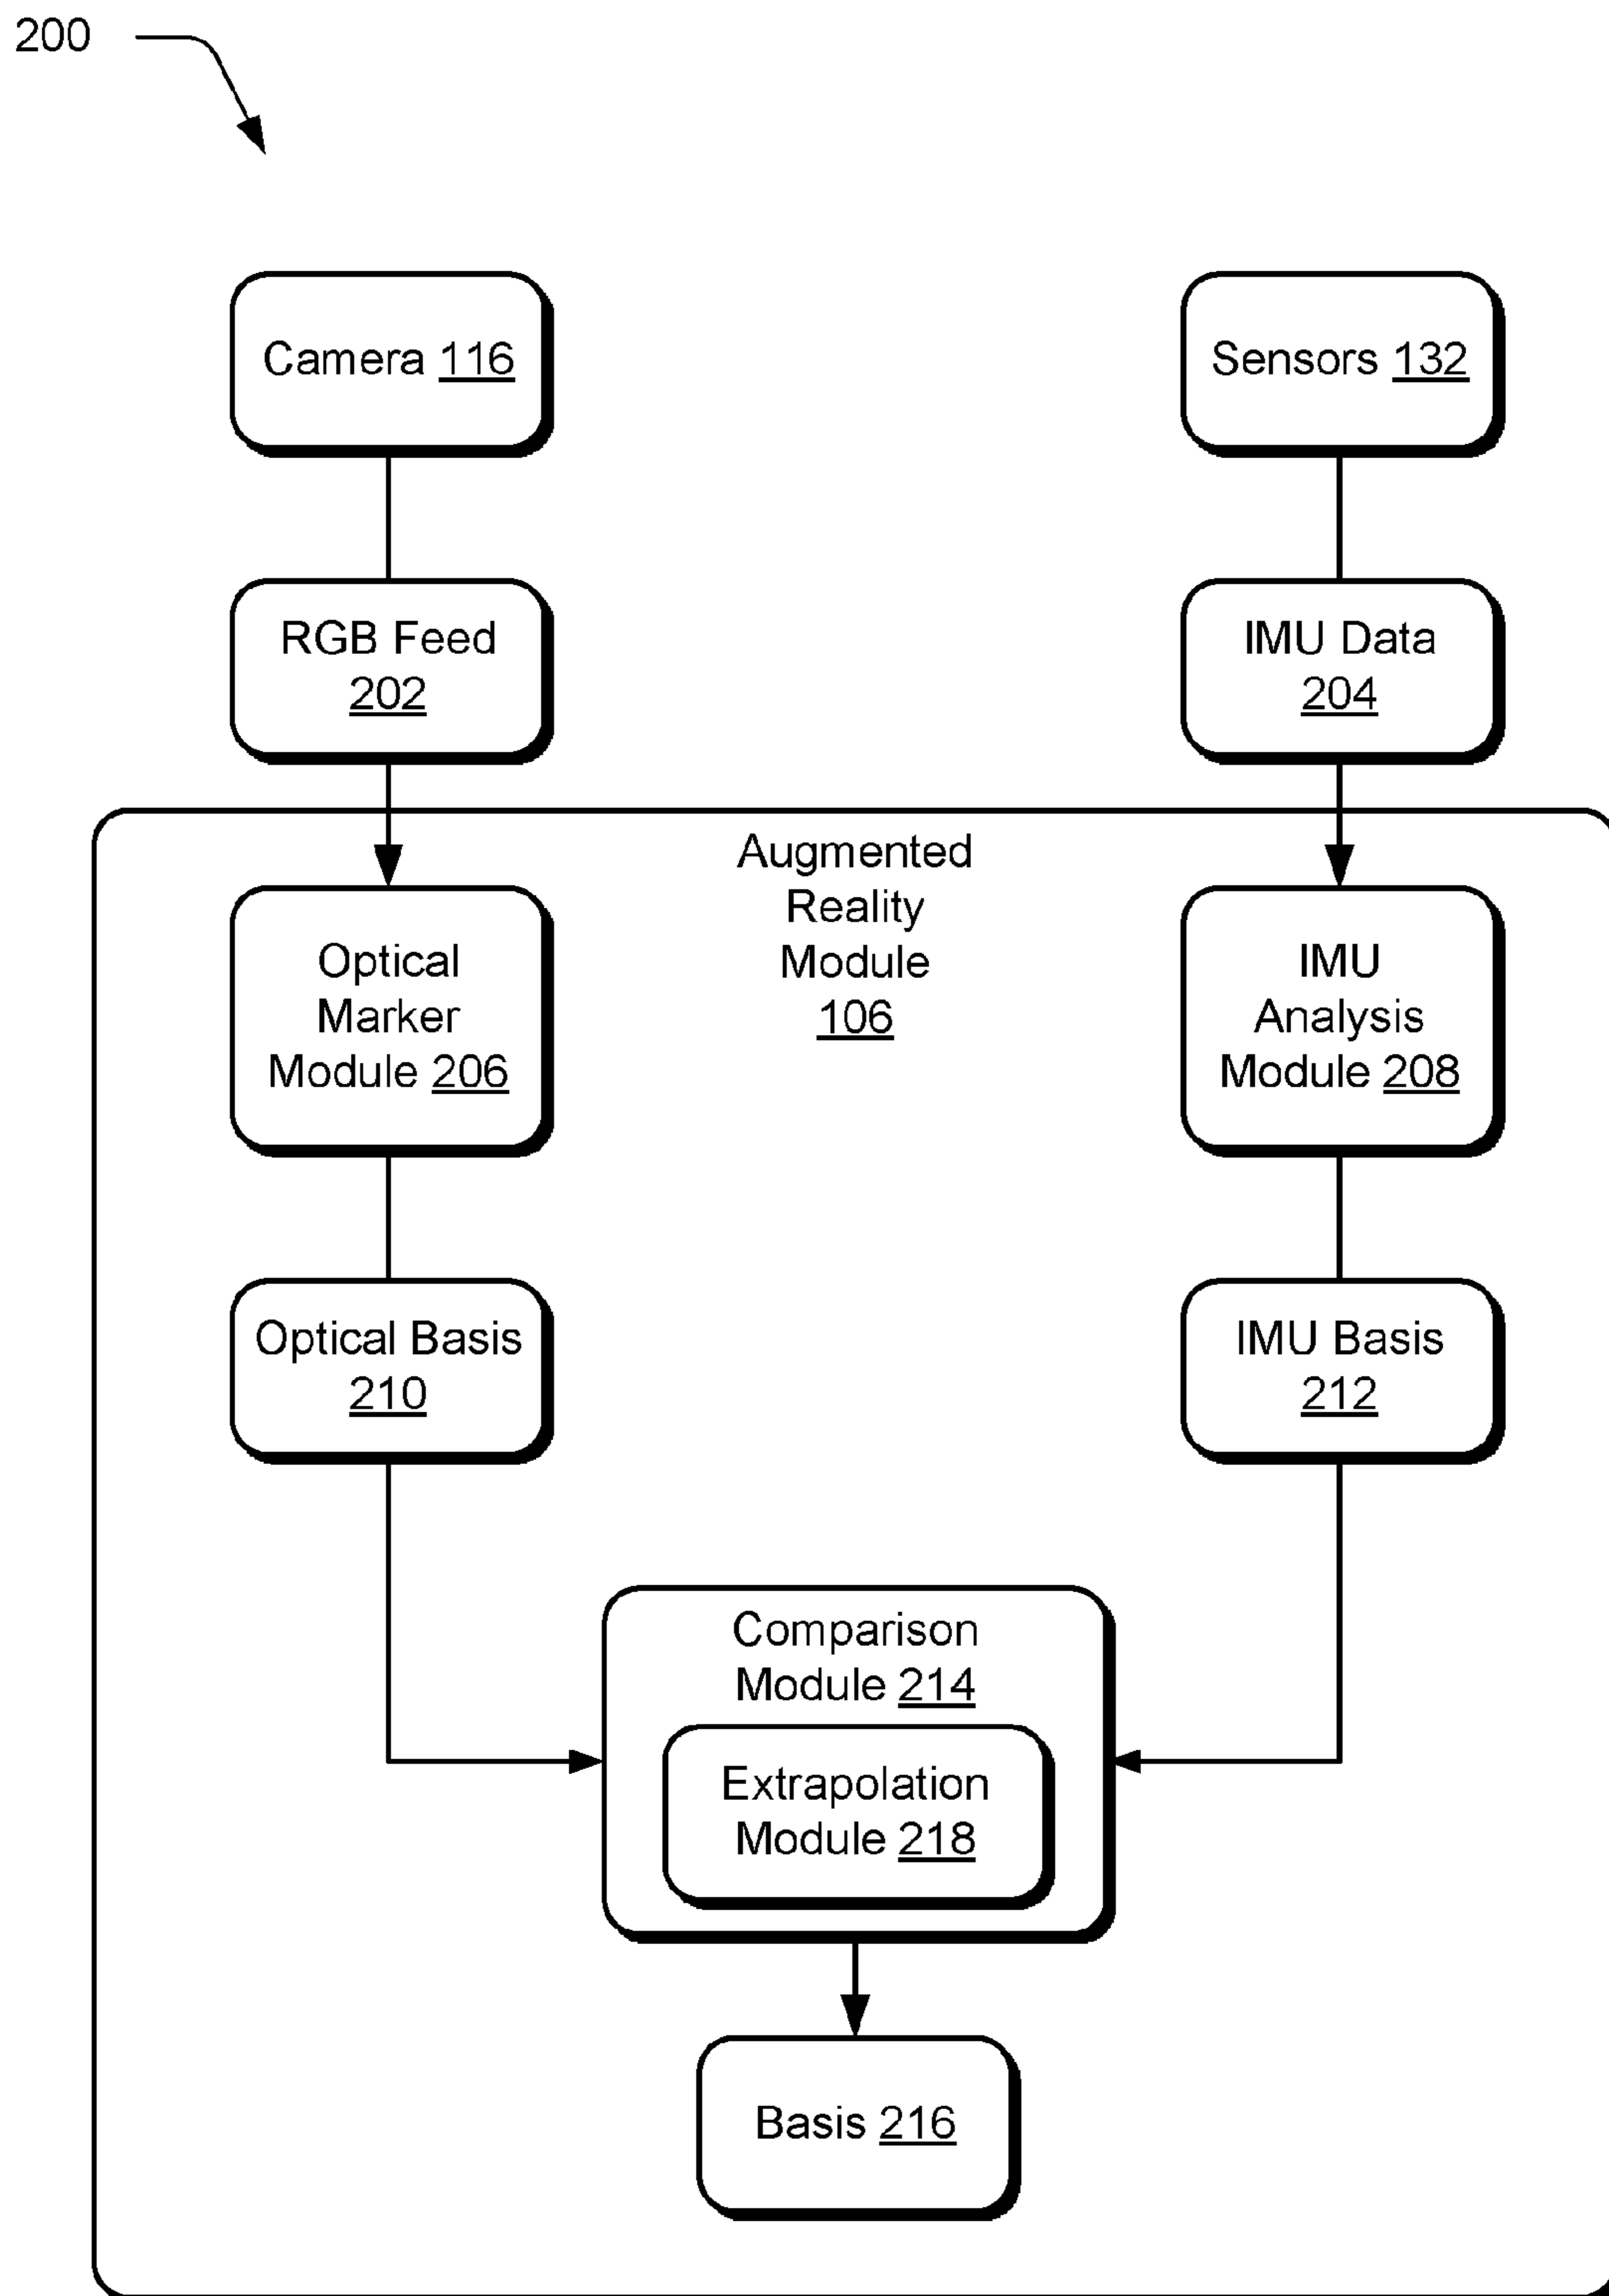 200
Camera 116
Sensors 132
RGB Feed
202
IMU Data
204
Augmented
Reality
Module
106
Optical
Marker
Module 206
IMU
Analysis
Module 208
Optical Basis
210
IMU Basis
212
Comparison
Module 214
Extrapolation
Module 218
Basis 216